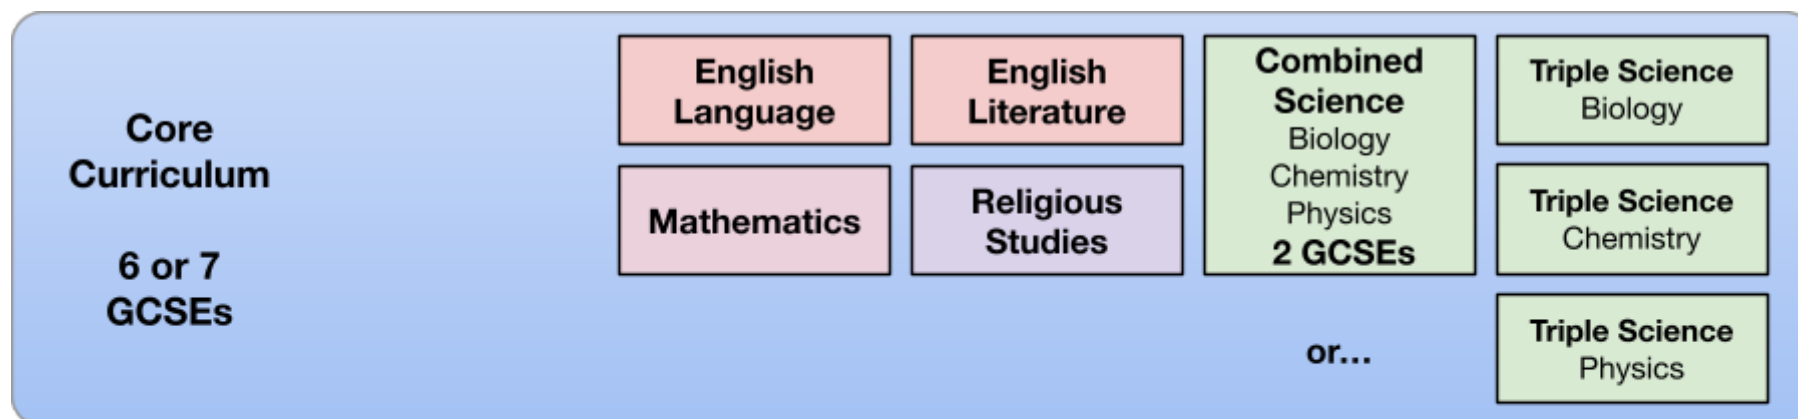 Core
Curriculum
6 or 7
GCSEs
English
Language
English
Literature
Mathematics
Religious
Studies
Combined
Science
Biology
Chemistry
Physics
2 GCSEs
or...
Triple Science
Biology
Triple Science
Chemistry
Triple Science
Physics